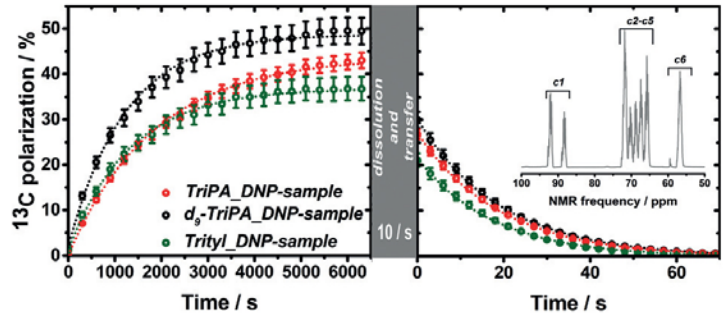 13C polarization / %
50
40
30
20
10
0
TriPA_DNP-sample
d9-TriPA_DNP-sample
Trityl_DNP-sample
0 1000 2000 3000 4000 5000 6000
Time / s
dissolution
and
transfer
10 / s
c1
c2-c5
c6
100 90 80 70 60 50
NMR frequency / ppm
0 20 40 60
Time / s